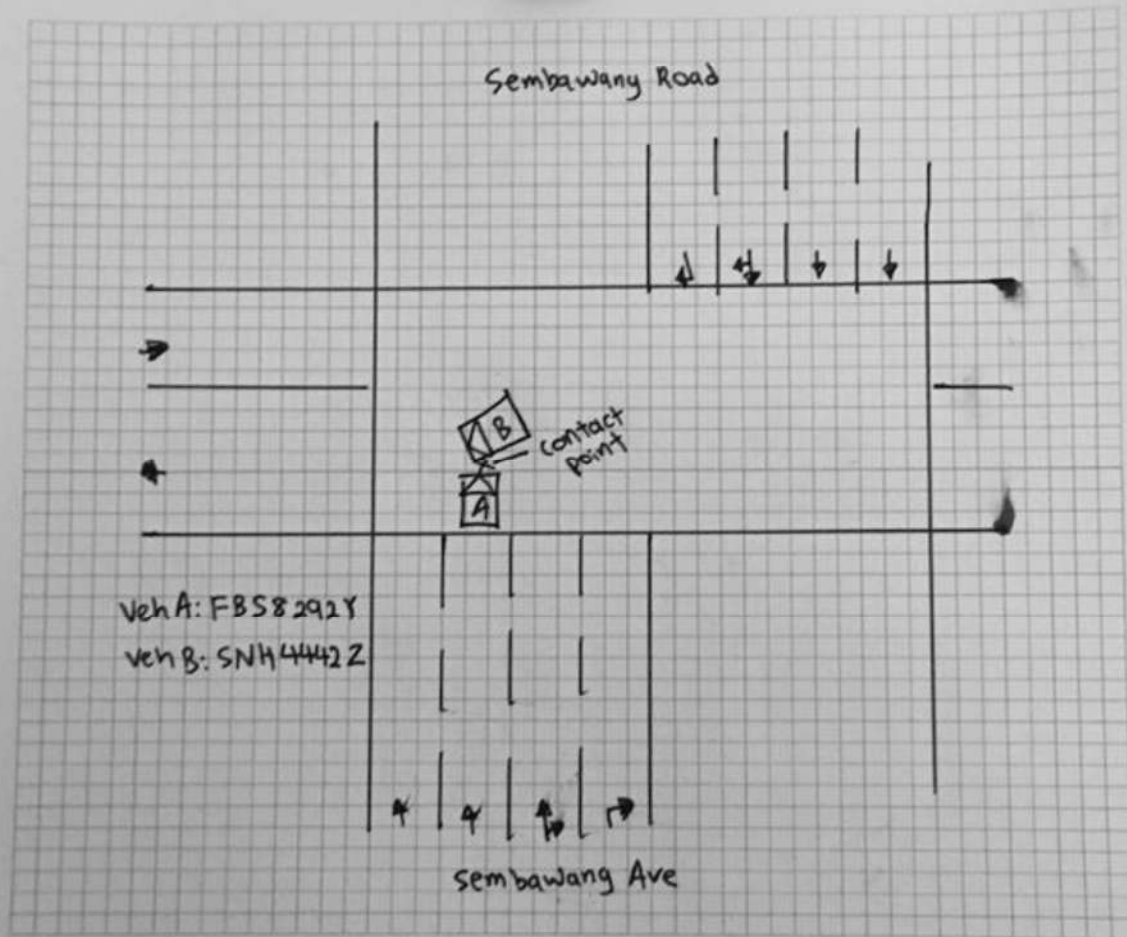 Sembawang Road
B
contact
point
A
Veh A: FBS8292Y
Veh B: SNH4442Z
Sembawang Ave